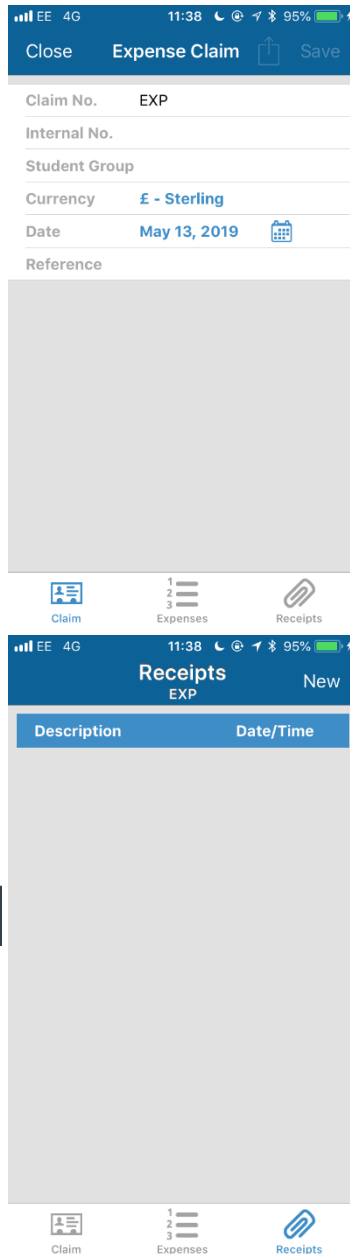 EE 4G 11:38 95%
Close Expense Claim Save
Claim No. EXP
Internal No.
Student Group
Currency £ - Sterling
Date May 13, 2019
Reference
1
2
3
Claim Expenses Receipts
EE 4G 11:38 95%
Receipts
EXP
New
Description Date/Time
1
2
3
Claim Expenses Receipts